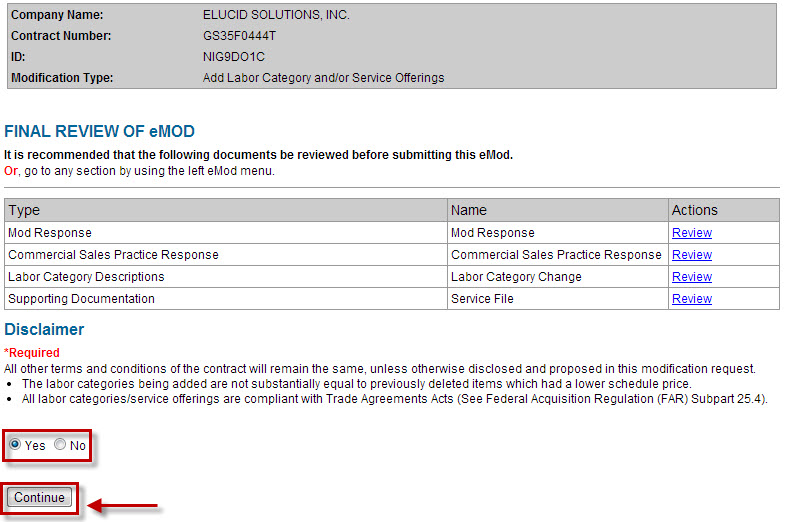 Company Name: ELUCID SOLUTIONS, INC.
Contract Number: GS35F0444T
ID: NIG9DO1C
Modification Type: Add Labor Category and/or Service Offerings
FINAL REVIEW OF eMOD
It is recommended that the following documents be reviewed before submitting this eMod.
Or, go to any section by using the left eMod menu.
Type Name Actions
Mod Response Mod Response Review
Commercial Sales Practice Response Commercial Sales Practice Response Review
Labor Category Descriptions Labor Category Change Review
Supporting Documentation Service File Review
Disclaimer
*Required
All other terms and conditions of the contract will remain the same, unless otherwise disclosed and proposed in this modification request.
• The labor categories being added are not substantially equal to previously deleted items which had a lower schedule price.
• All labor categories/service offerings are compliant with Trade Agreements Acts (See Federal Acquisition Regulation (FAR) Subpart 25.4).
Yes No
Continue